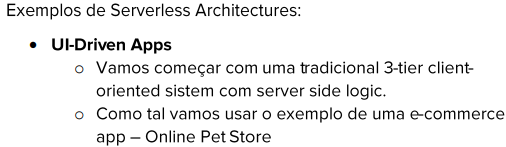 Exemplos de Serverless Architectures:
• UI-Driven Apps
○ Vamos começar com uma tradicional 3-tier client-
oriented sistem com server side logic.
○ Como tal vamos usar o exemplo de uma e-commerce
app – Online Pet Store